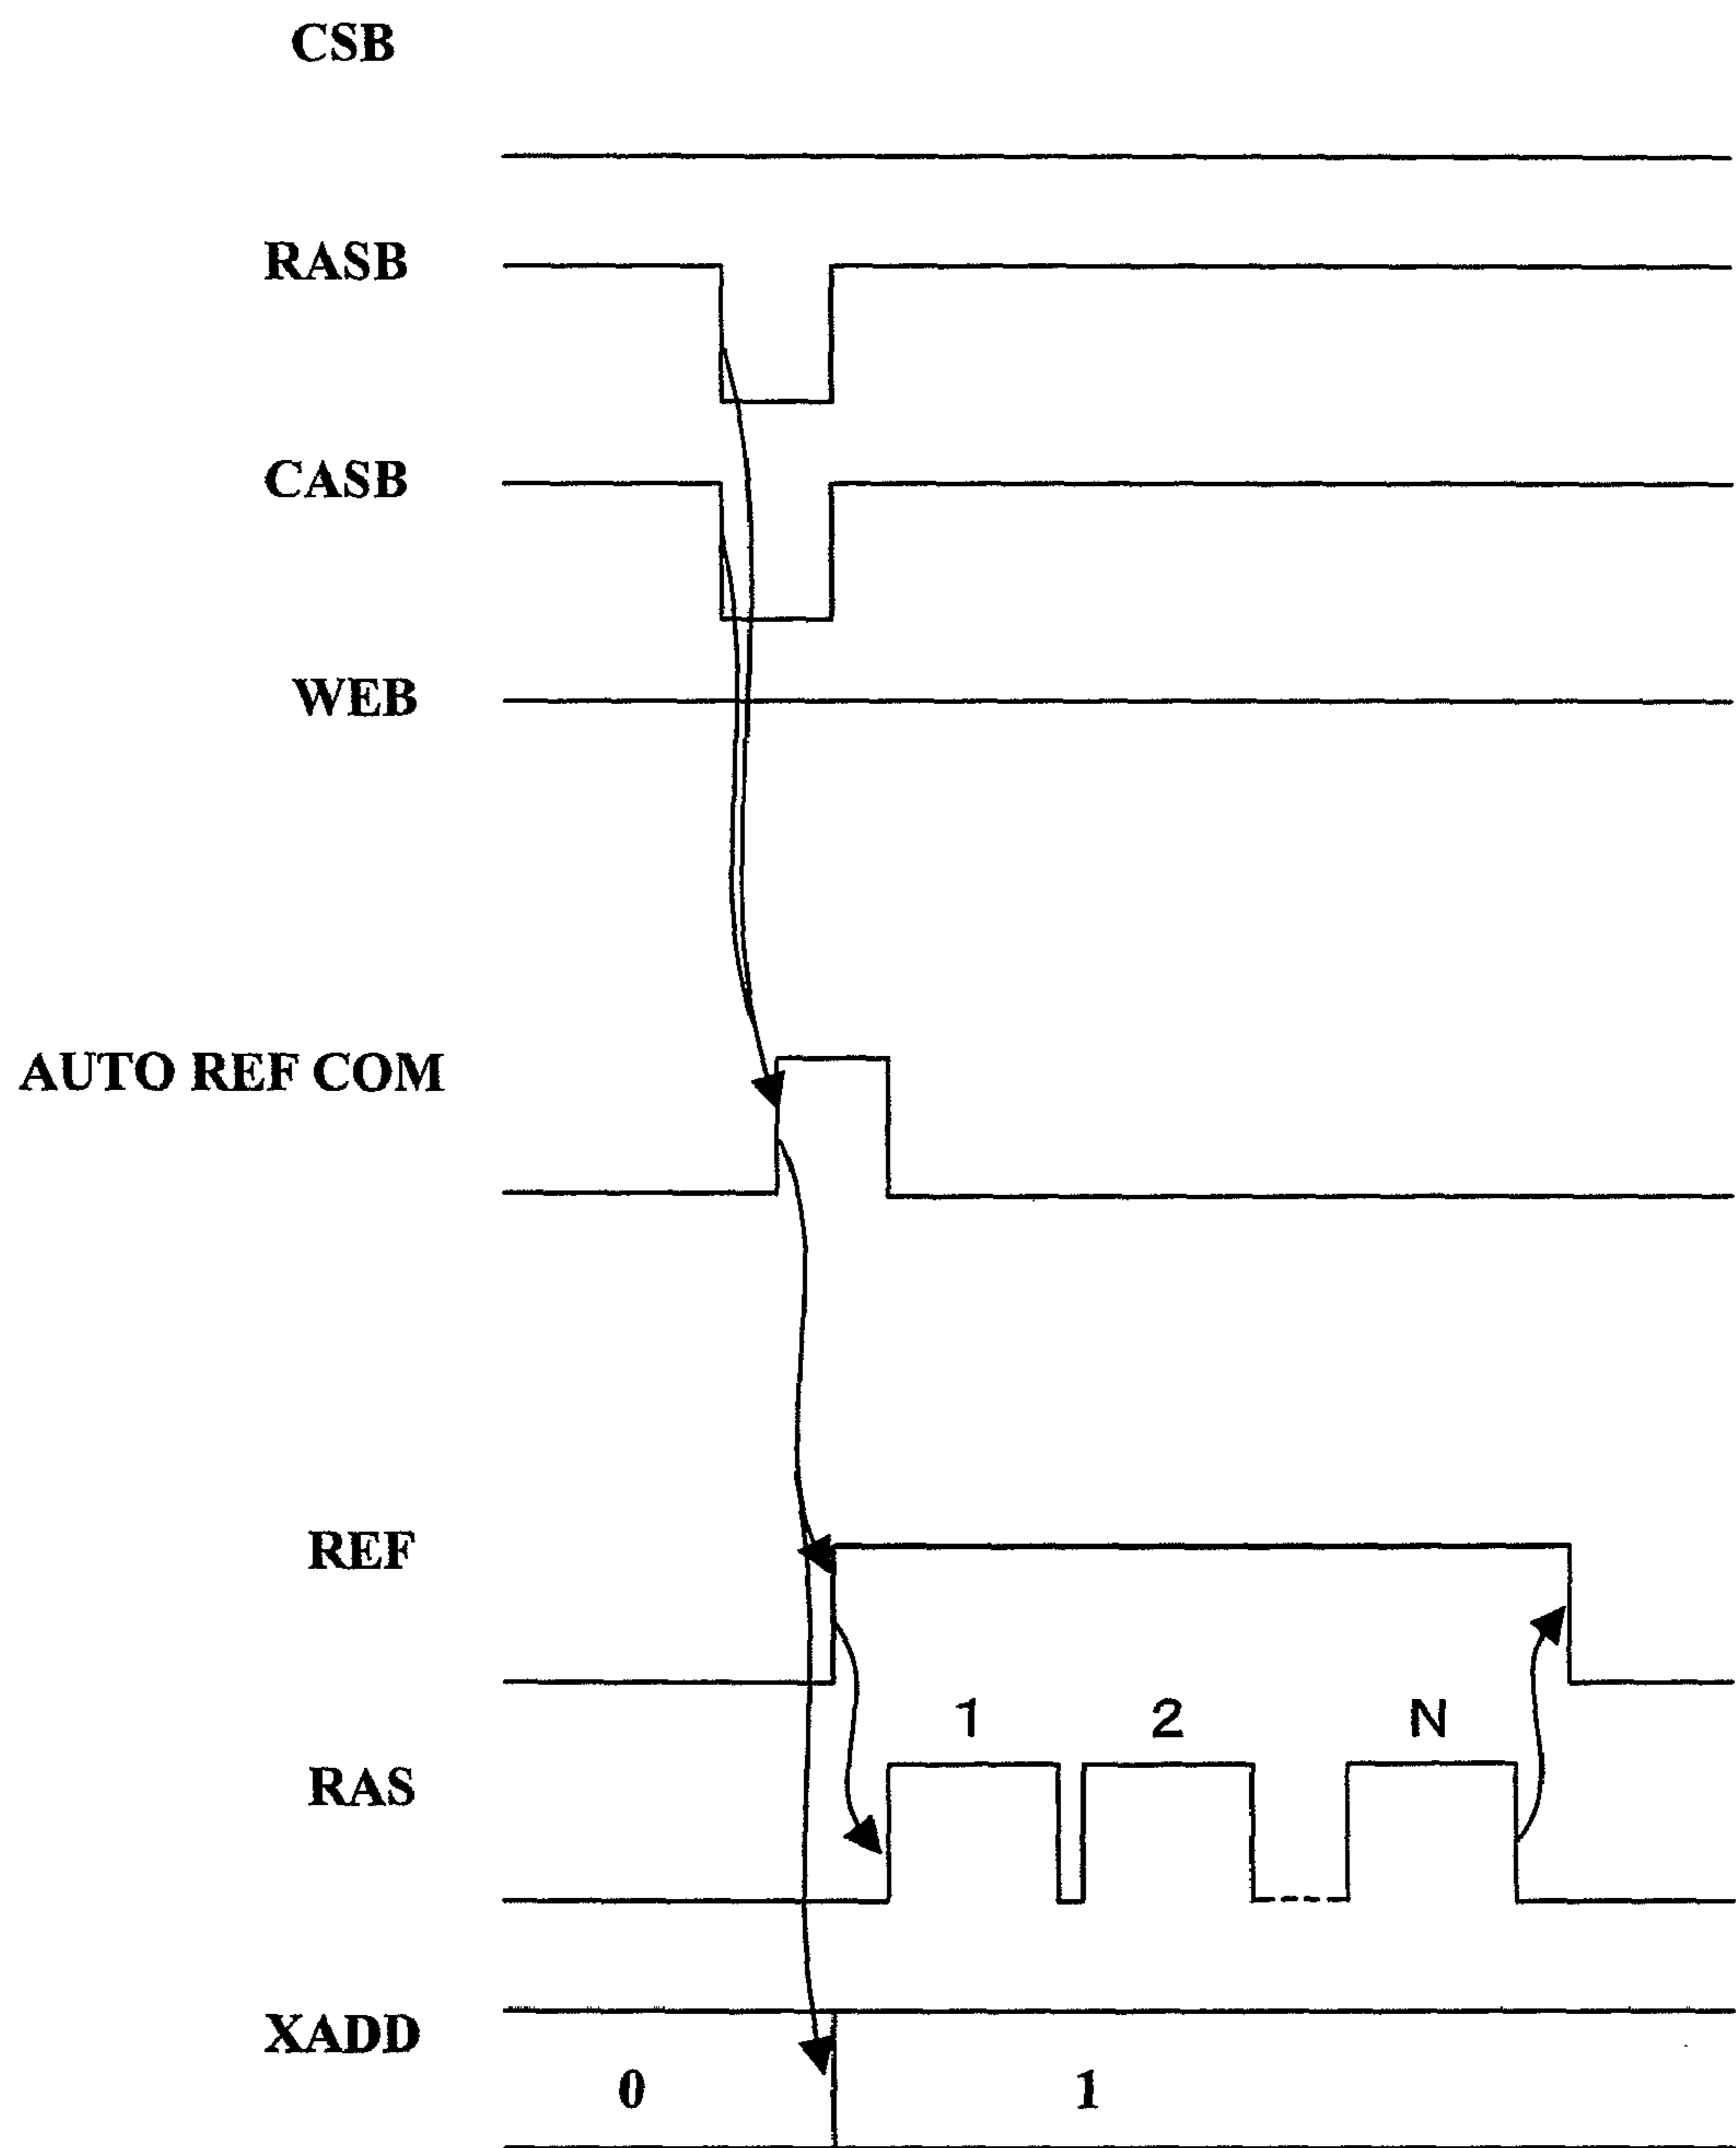 CSB
RASB
CASB
WEB
AUTO REF COM
REF
1 2 N
RAS
XADD
0 1